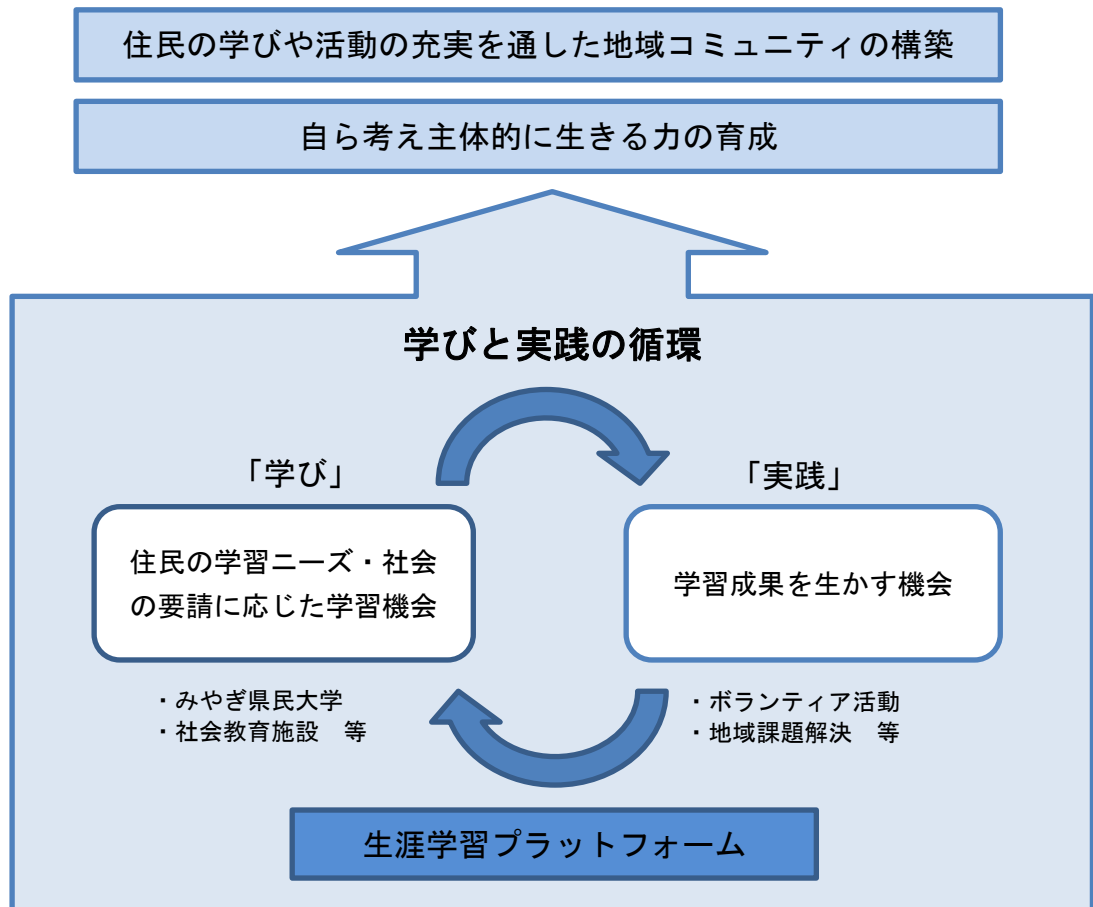 住民の学びや活動の充実を通した地域コミュニティの構築
自ら考え主体的に生きる力の育成
学びと実践の循環
「学び」
住民の学習ニーズ・社会
の要請に応じた学習機会
・みやぎ県民大学
・社会教育施設　等
「実践」
学習成果を生かす機会
・ボランティア活動
・地域課題解決　等
生涯学習プラットフォーム